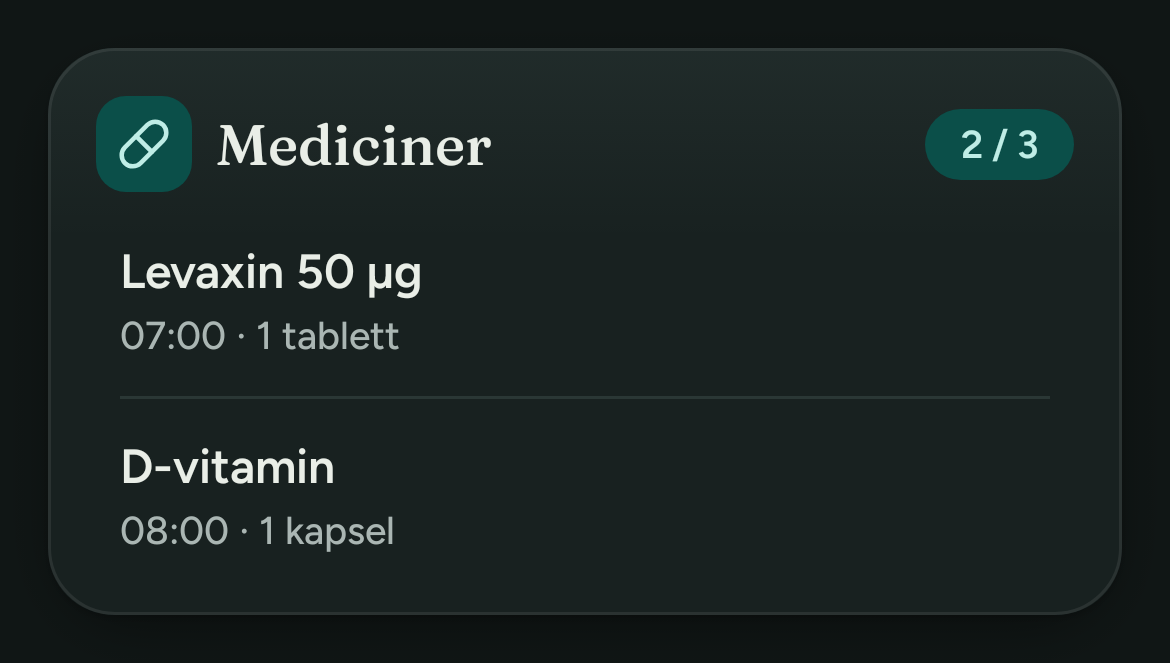 Mediciner
2 / 3
Levaxin 50 µg
07:00 · 1 tablett
D-vitamin
08:00 · 1 kapsel